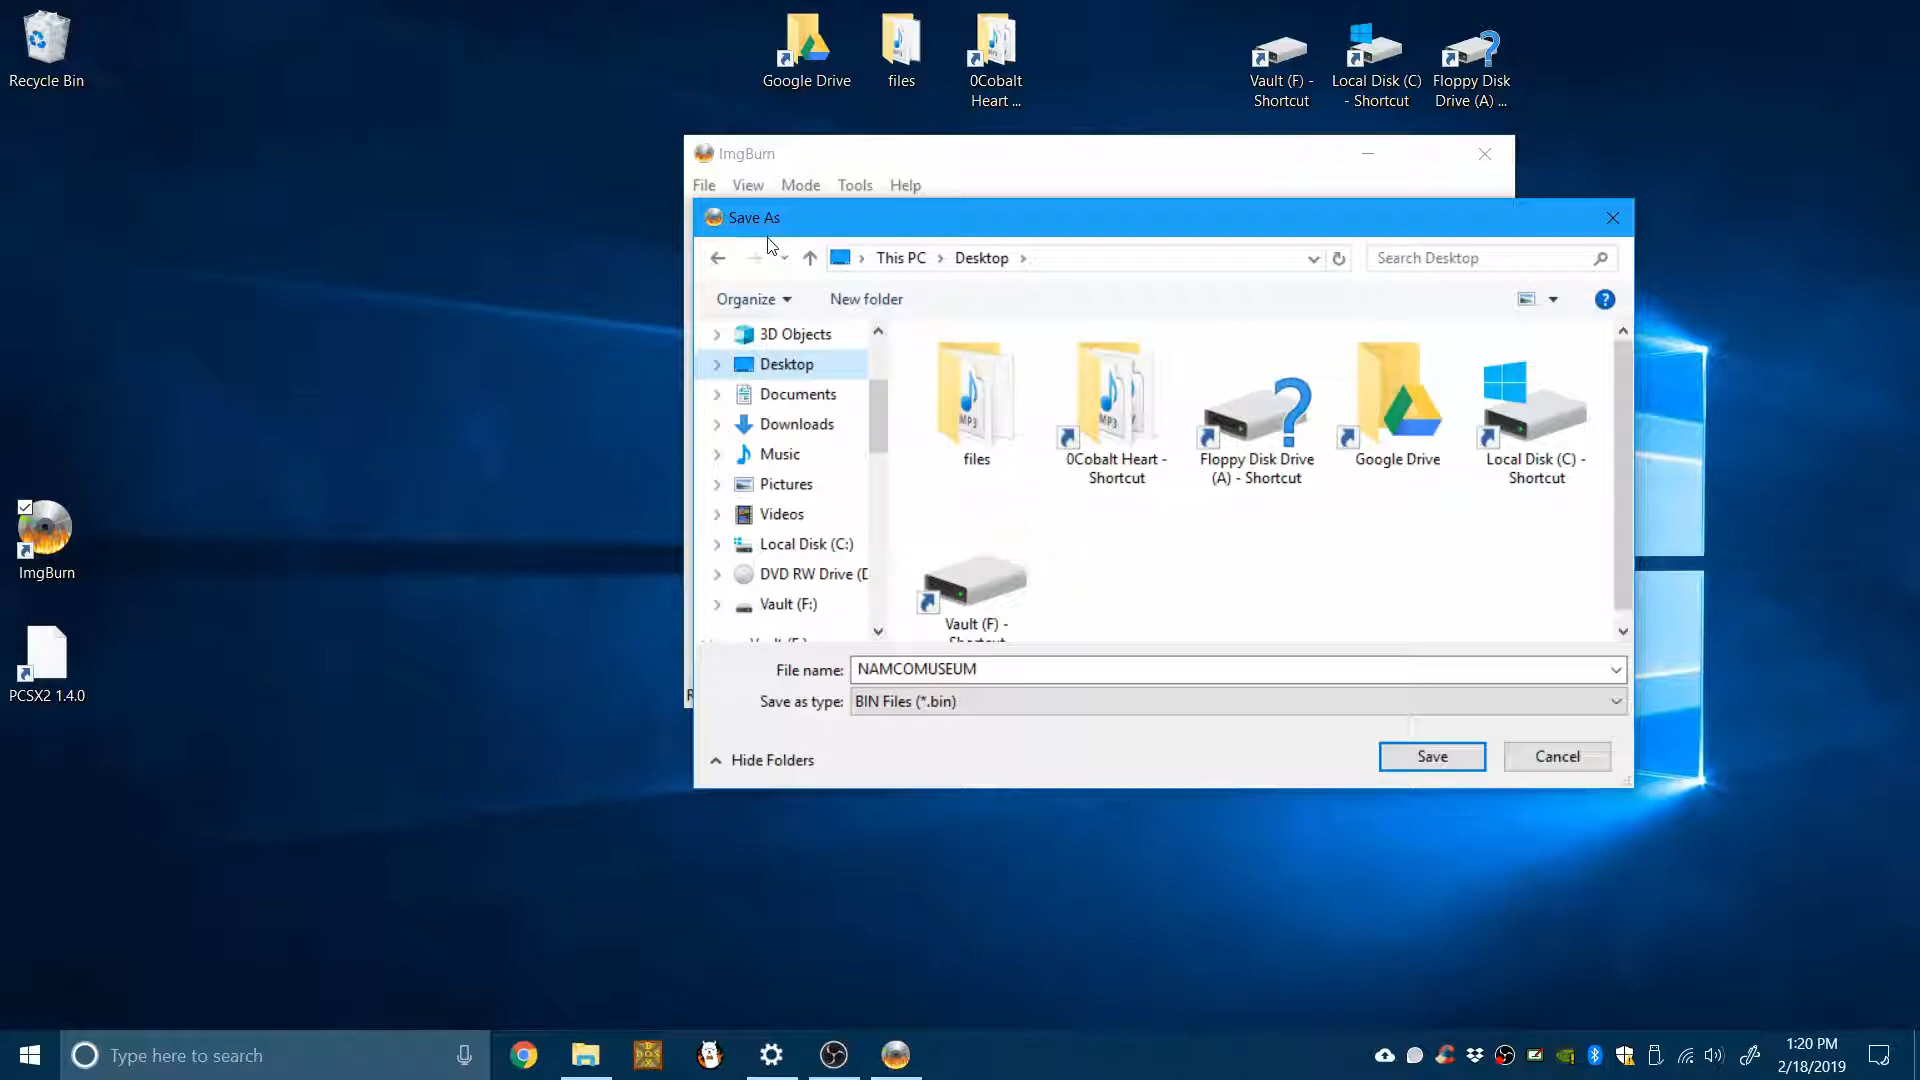 Recycle Bin
Google Drive
files
0Cobalt
Heart ...
Vault (F) -
Shortcut
Local Disk (C)
- Shortcut
Floppy Disk
Drive (A) ...
ImgBurn
File View Mode Tools Help
Save As
This PC > Desktop >
Search Desktop
Organize
New folder
3D Objects
Desktop
Documents
Downloads
Music
Pictures
Videos
Local Disk (C:)
DVD RW Drive (D
Vault (F:)
files
0Cobalt Heart -
Shortcut
Floppy Disk Drive
(A) - Shortcut
Google Drive
Local Disk (C) -
Shortcut
Vault (F) -
File name: NAMCOMUSEUM
Save as type: BIN Files (*.bin)
Hide Folders
Save
Cancel
ImgBurn
PCSX2 1.4.0
Type here to search
1:20 PM
2/18/2019